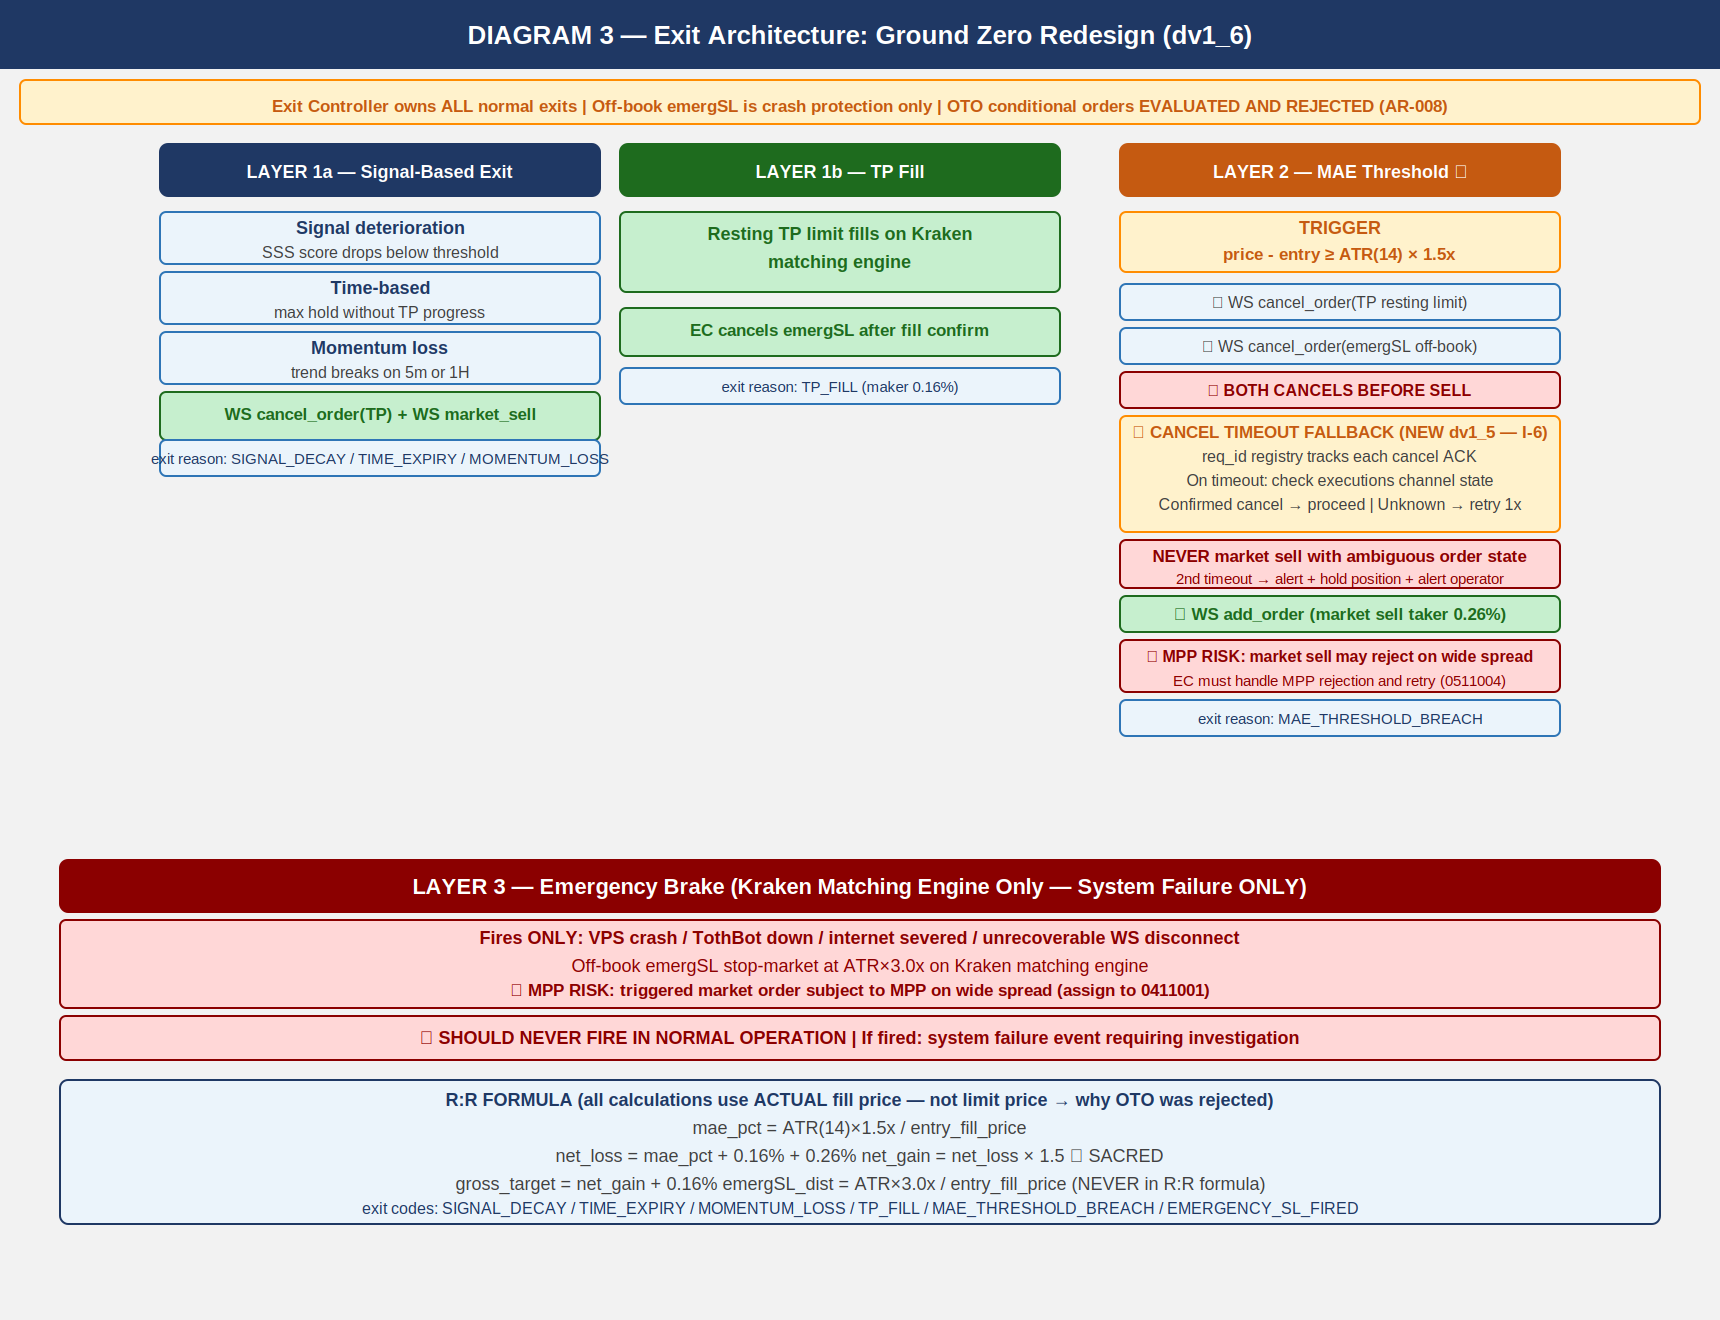 DIAGRAM 3 — Exit Architecture: Ground Zero Redesign (dv1_6)
Exit Controller owns ALL normal exits | Off-book emergSL is crash protection only | OTO conditional orders EVALUATED AND REJECTED (AR-008)
LAYER 1a — Signal-Based Exit
Signal deterioration
SSS score drops below threshold
Time-based
max hold without TP progress
Momentum loss
trend breaks on 5m or 1H
WS cancel_order(TP) + WS market_sell
exit reason: SIGNAL_DECAY / TIME_EXPIRY / MOMENTUM_LOSS
LAYER 1b — TP Fill
Resting TP limit fills on Kraken
matching engine
EC cancels emergSL after fill confirm
exit reason: TP_FILL (maker 0.16%)
LAYER 2 — MAE Threshold
TRIGGER
price - entry ≥ ATR(14) × 1.5x
WS cancel_order(TP resting limit)
WS cancel_order(emergSL off-book)
BOTH CANCELS BEFORE SELL
CANCEL TIMEOUT FALLBACK (NEW dv1_5 — I-6)
req_id registry tracks each cancel ACK
On timeout: check executions channel state
Confirmed cancel → proceed | Unknown → retry 1x
NEVER market sell with ambiguous order state
2nd timeout → alert + hold position + alert operator
WS add_order (market sell taker 0.26%)
MPP RISK: market sell may reject on wide spread
EC must handle MPP rejection and retry (0511004)
exit reason: MAE_THRESHOLD_BREACH
LAYER 3 — Emergency Brake (Kraken Matching Engine Only — System Failure ONLY)
Fires ONLY: VPS crash / TothBot down / internet severed / unrecoverable WS disconnect
Off-book emergSL stop-market at ATR×3.0x on Kraken matching engine
MPP RISK: triggered market order subject to MPP on wide spread (assign to 0411001)
SHOULD NEVER FIRE IN NORMAL OPERATION | If fired: system failure event requiring investigation
R:R FORMULA (all calculations use ACTUAL fill price — not limit price → why OTO was rejected)
mae_pct = ATR(14)×1.5x / entry_fill_price
net_loss = mae_pct + 0.16% + 0.26% net_gain = net_loss × 1.5 SACRED
gross_target = net_gain + 0.16% emergSL_dist = ATR×3.0x / entry_fill_price (NEVER in R:R formula)
exit codes: SIGNAL_DECAY / TIME_EXPIRY / MOMENTUM_LOSS / TP_FILL / MAE_THRESHOLD_BREACH / EMERGENCY_SL_FIRED